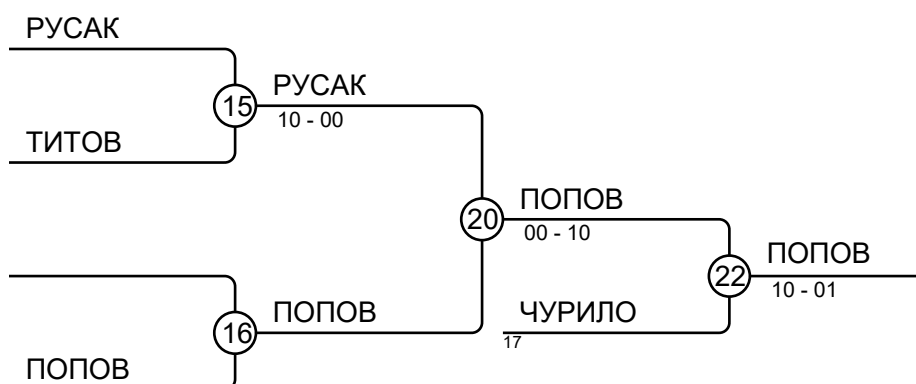 РУСАК
15
РУСАК
10 - 00
ТИТОВ
20
ПОПОВ
00 - 10
22
ПОПОВ
10 - 01
16
ПОПОВ
ЧУРИЛО
17
ПОПОВ